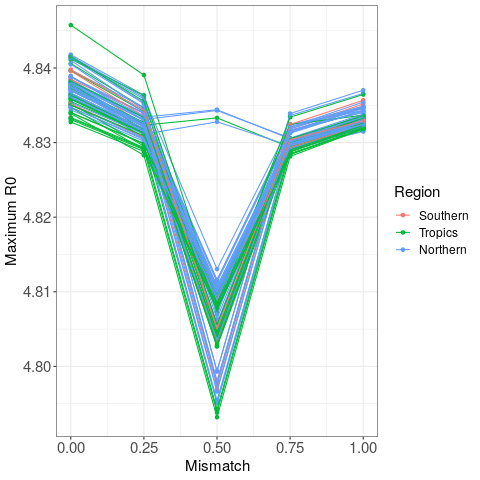 4.84
4.83
4.82
4.81
4.80
Maximum R0
0.00 0.25 0.50 0.75 1.00
Mismatch
Region
Southern
Tropics
Northern